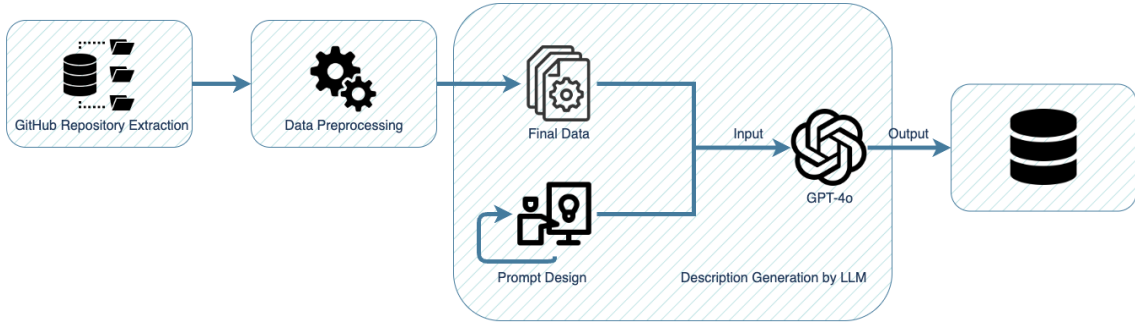 GitHub Repository Extraction
Data Preprocessing
Final Data
Prompt Design
Input
GPT-4o
Output
Description Generation by LLM